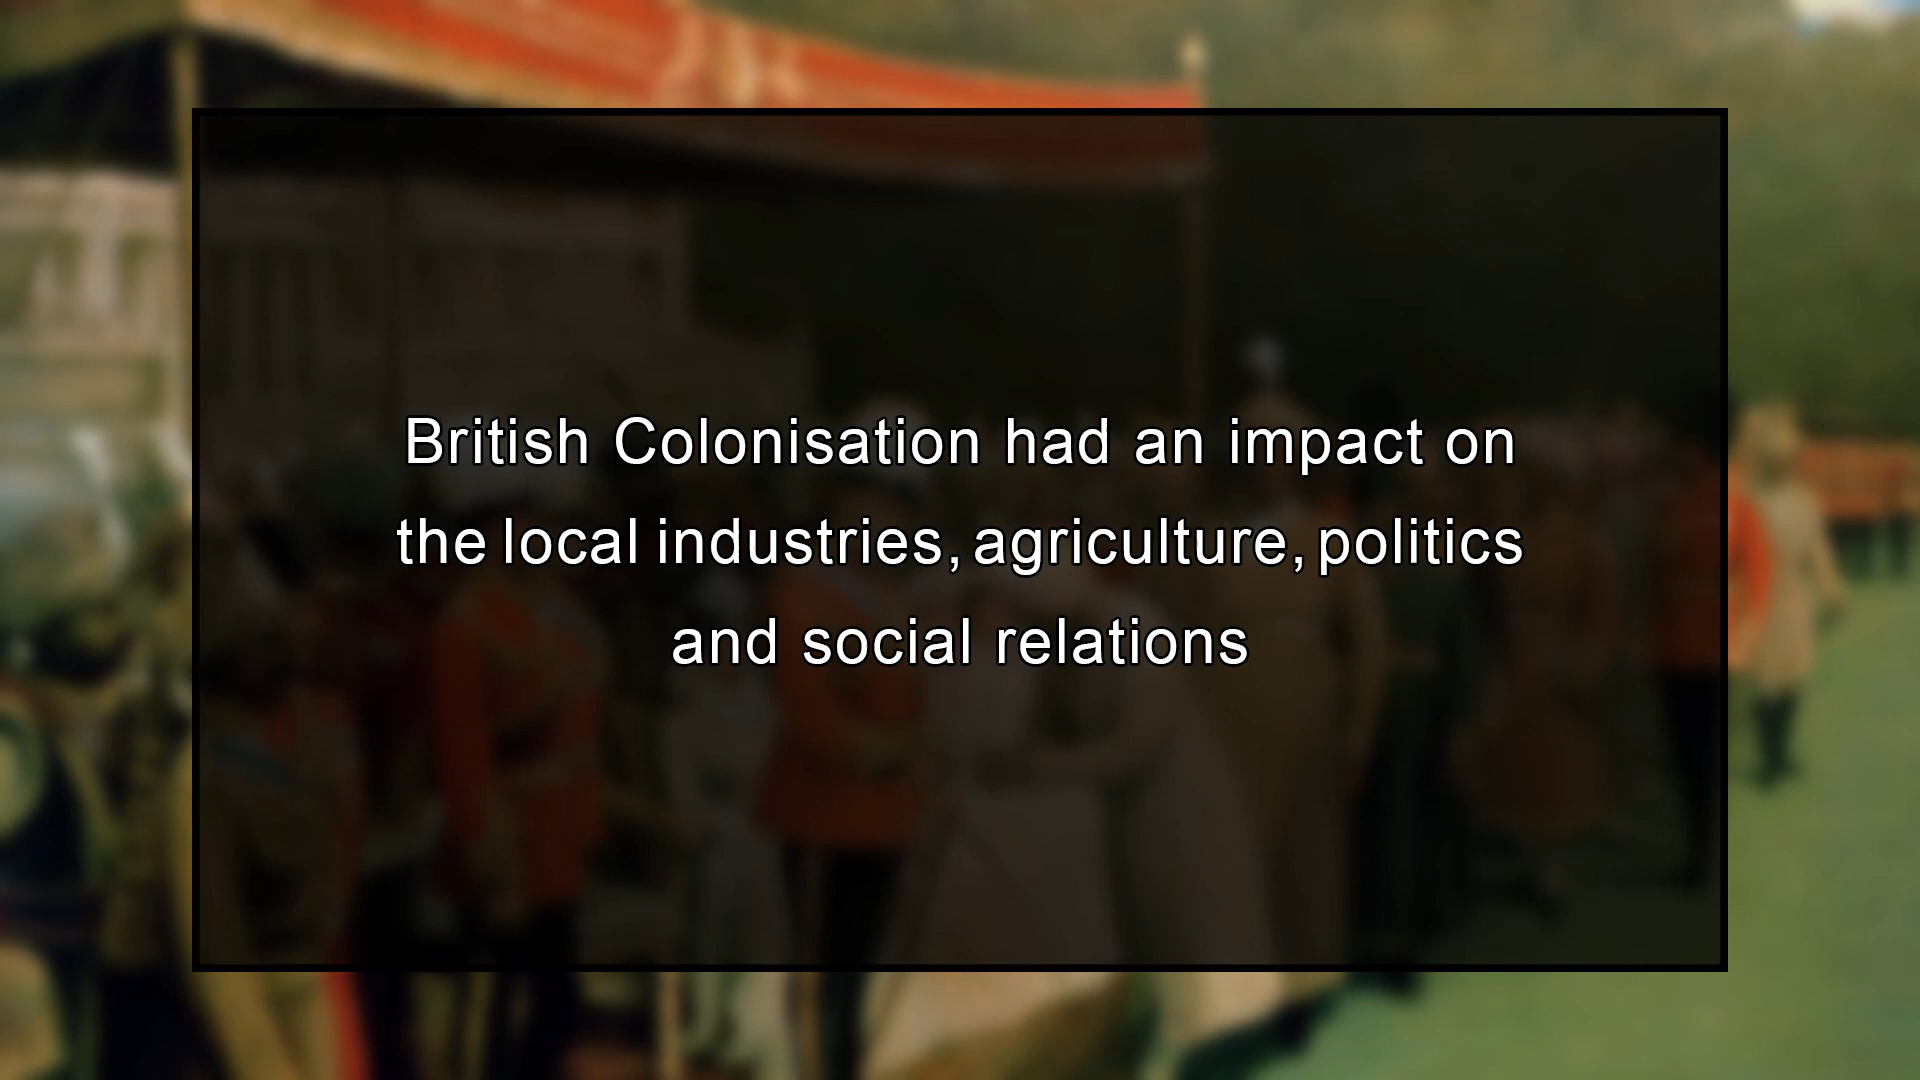 British Colonisation had an impact on
the local industries, agriculture, politics
and social relations